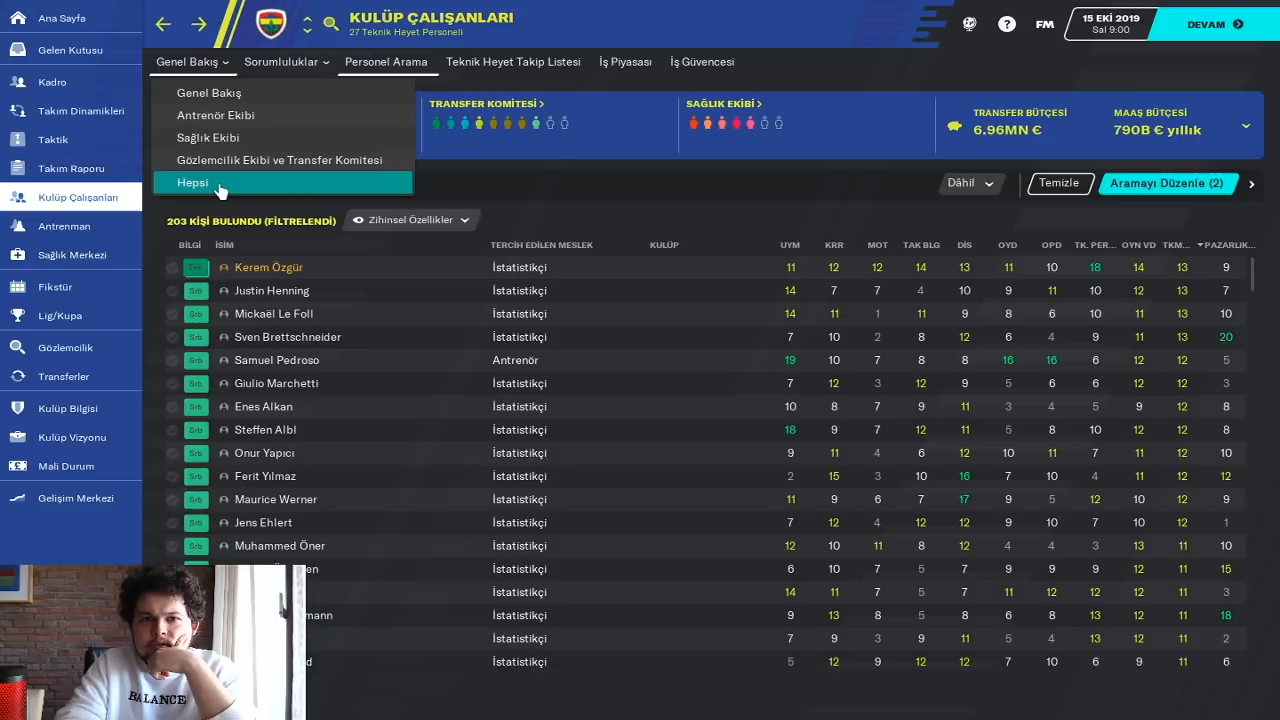 Ana Sayfa
Gelen Kutusu
Kadro
Takım Dinamikleri
Taktik
Takım Raporu
Kulüp Çalışanları
Antrenman
Sağlık Merkezi
Fikstür
Lig/Kupa
Gözlemcilik
Transferler
Kulüp Bilgisi
Kulüp Vizyonu
Mali Durum
Gelişim Merkezi
KULÜP ÇALIŞANLARI
27 Teknik Heyet Personeli
FM
15 EKİ 2019
Sal 9:00
DEVAM
Genel Bakış Sorumluluklar Personel Arama Teknik Heyet Takip Listesi İş Piyasası İş Güvencesi
Genel Bakış
Antrenör Ekibi
Sağlık Ekibi
Gözlemcilik Ekibi ve Transfer Komitesi
Hepsi
TRANSFER KOMİTESİ >
SAĞLIK EKİBİ >
TRANSFER BÜTÇESİ
6.96MN €
MAAŞ BÜTÇESİ
790B € yıllık
Dâhil
Temizle
Aramayı Düzenle (2)
203 KİŞİ BULUNDU (FİLTRELENDİ) Zihinsel Özellikler
BİLGİ İSİM TERCİH EDİLEN MESLEK KULÜP UYM KRR MOT TAK BLG DİS OYD OPD TK. PER... OYN VD TKM... PAZARLIK...
Kerem Özgür İstatistikçi 11 12 12 14 13 11 10 18 14 13 9
Srb Justin Henning İstatistikçi 14 7 7 4 10 9 11 10 12 13 7
Srb Mickaël Le Foll İstatistikçi 14 11 1 11 9 8 6 10 11 13 10
Srb Sven Brettschneider İstatistikçi 7 10 2 8 12 6 4 9 11 13 20
Srb Samuel Pedroso Antrenör 19 10 7 8 8 16 16 6 12 12 5
Srb Giulio Marchetti İstatistikçi 7 12 3 12 9 5 6 6 12 12 3
Srb Enes Alkan İstatistikçi 10 8 7 9 11 3 4 5 9 12 8
Srb Steffen Albl İstatistikçi 18 9 7 12 11 5 8 10 12 12 8
Srb Onur Yapıcı İstatistikçi 9 11 4 6 12 10 11 7 11 12 10
Srb Ferit Yılmaz İstatistikçi 2 15 3 10 16 7 10 4 11 12 12
Srb Maurice Werner İstatistikçi 11 9 6 7 17 9 5 12 10 12 9
Srb Jens Ehlert İstatistikçi 7 12 4 12 12 9 10 7 10 12 1
Srb Muhammed Öner İstatistikçi 12 10 11 8 12 4 4 3 13 11 10
en İstatistikçi 6 10 7 5 7 9 9 9 12 11 15
İstatistikçi 14 11 7 5 7 11 12 12 12 11 3
mann İstatistikçi 9 13 8 5 8 6 8 13 12 11 18
İstatistikçi 7 9 3 9 11 5 4 13 12 11 2
d İstatistikçi 5 12 9 12 12 7 10 6 9 11 6
BALANCE